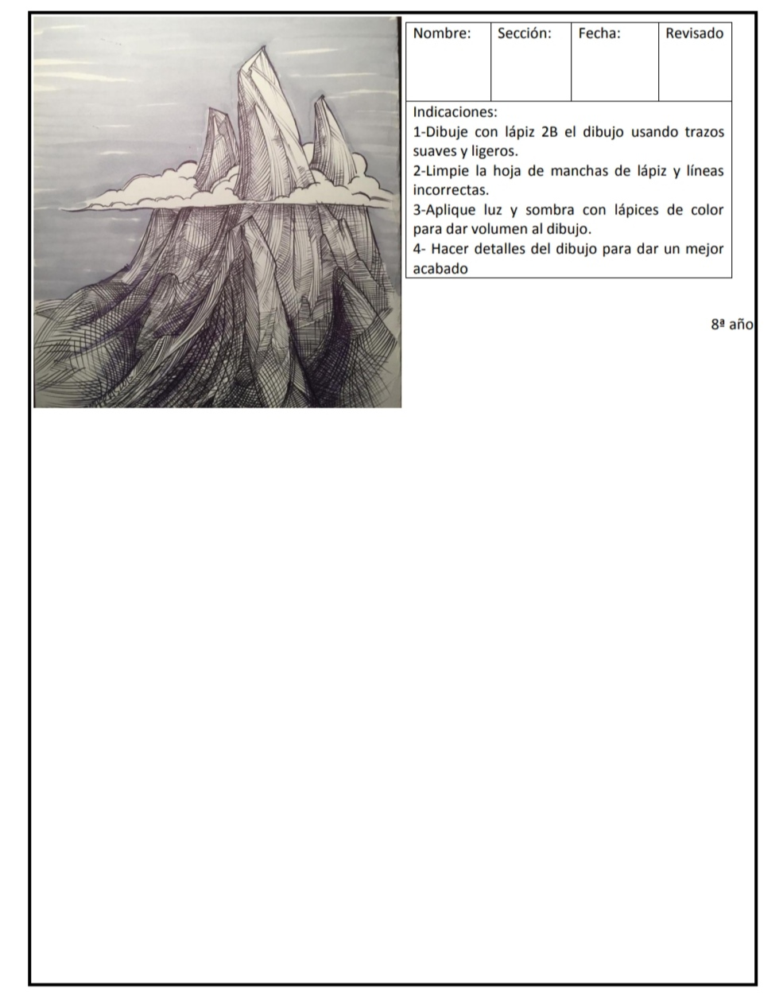 Nombre: Sección: Fecha: Revisado
Indicaciones:
1-Dibuje con lápiz 2B el dibujo usando trazos
suaves y ligeros.
2-Limpie la hoja de manchas de lápiz y líneas
incorrectas.
3-Aplique luz y sombra con lápices de color
para dar volumen al dibujo.
4- Hacer detalles del dibujo para dar un mejor
acabado
8ª año